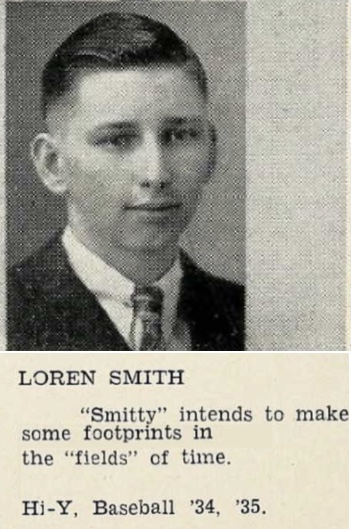 LOREN SMITH
"Smitty" intends to make
some footprints in
the "fields" of time.
Hi-Y, Baseball '34, '35.